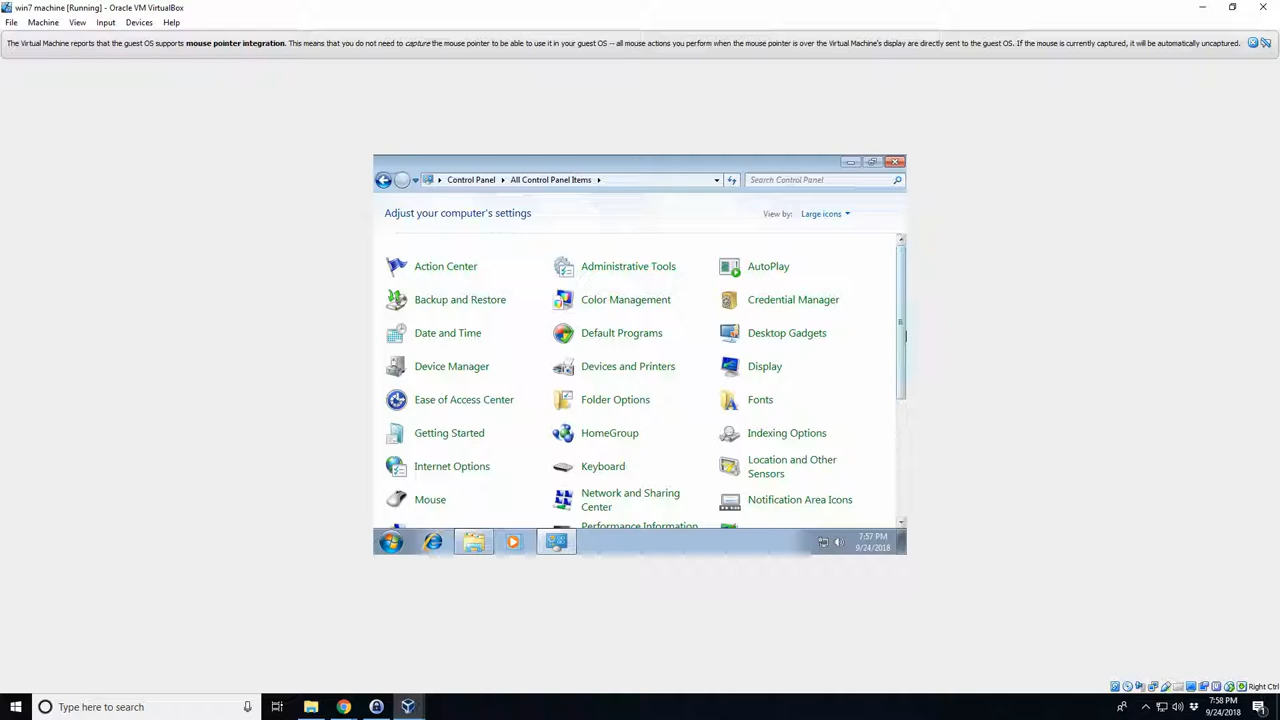 win7 machine [Running] - Oracle VM VirtualBox
File Machine View Input Devices Help
The Virtual Machine reports that the guest OS supports mouse pointer integration. This means that you do not need to capture the mouse pointer to be able to use it in your guest OS -- all mouse actions you perform when the mouse pointer is over the Virtual Machine's display are directly sent to the guest OS. If the mouse is currently captured, it will be automatically uncaptured.
Control Panel All Control Panel Items Search Control Panel
Adjust your computer's settings View by: Large icons
Action Center Administrative Tools AutoPlay
Backup and Restore Color Management Credential Manager
Date and Time Default Programs Desktop Gadgets
Device Manager Devices and Printers Display
Ease of Access Center Folder Options Fonts
Getting Started HomeGroup Indexing Options
Internet Options Keyboard Location and Other
Sensors
Mouse Network and Sharing
Center Notification Area Icons
Performance Information
7:57 PM
9/24/2018
Right Ctrl
Type here to search
7:58 PM
9/24/2018